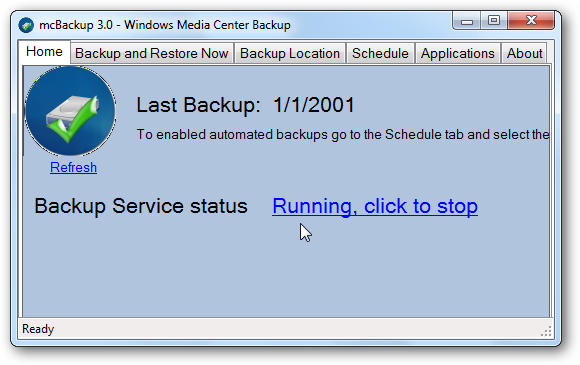 mcBackup 3.0 - Windows Media Center Backup
Home Backup and Restore Now Backup Location Schedule Applications About
Last Backup: 1/1/2001
To enabled automated backups go to the Schedule tab and select the
Refresh
Backup Service status Running, click to stop
Ready